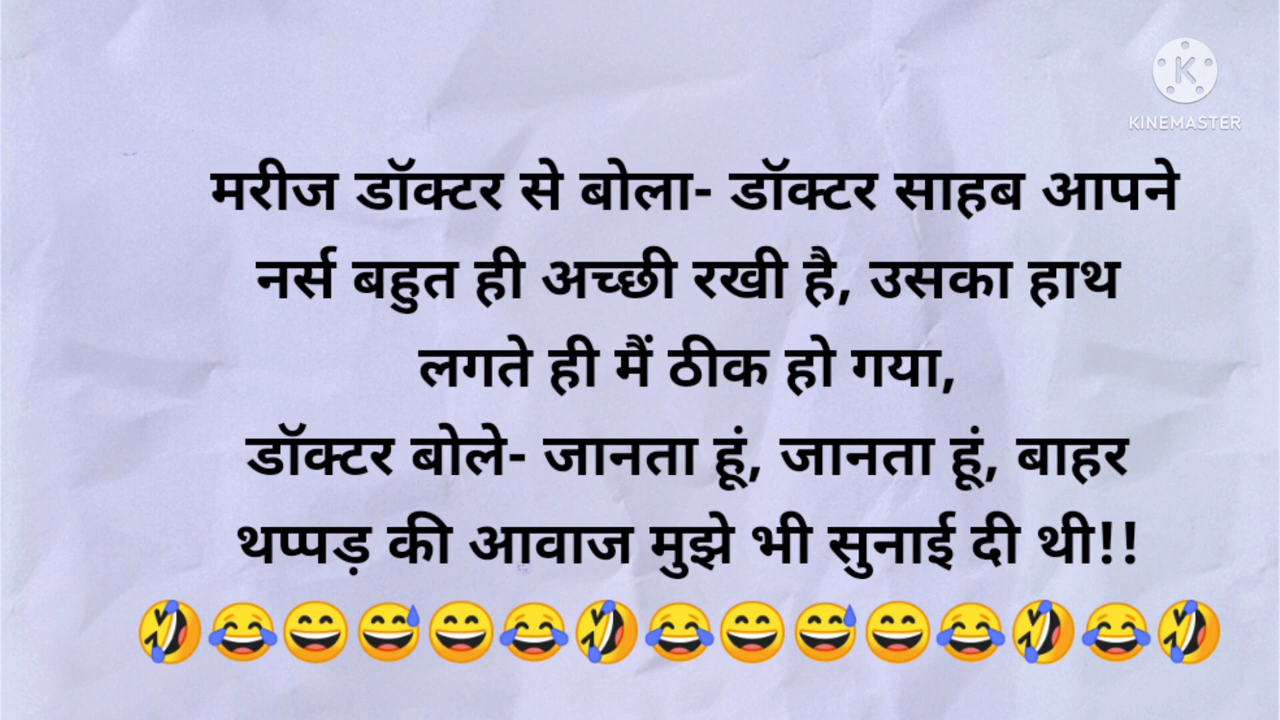 KINEMASTER
मरीज डॉक्टर से बोला- डॉक्टर साहब आपने
नर्स बहुत ही अच्छी रखी है, उसका हाथ
लगते ही मैं ठीक हो गया,
डॉक्टर बोले- जानता हूं, जानता हूं, बाहर
थप्पड़ की आवाज मुझे भी सुनाई दी थी!!
🤣😂😄😅😄😂🤣😂😄😅😄😂🤣😂🤣